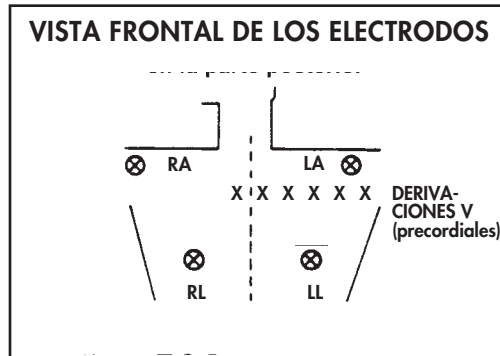 VISTA FRONTAL DE LOS ELECTRODOS
RA LA
X X X X X X DERIVA-
CIONES V
(precordiales)
RL LL